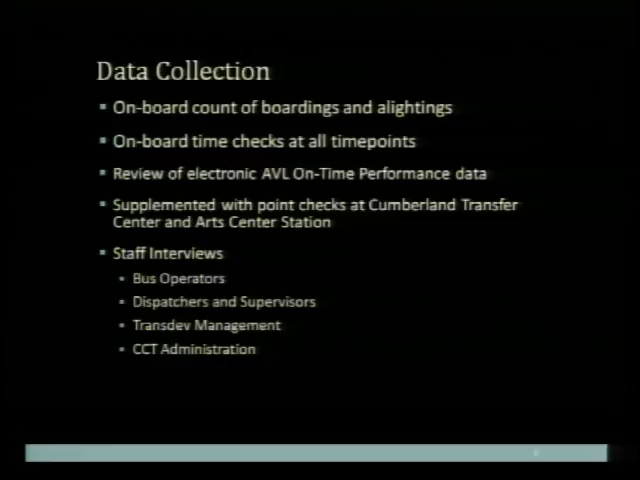 Data Collection
On-board count of boardings and alightings
On-board time checks at all timepoints
Review of electronic AVL On-Time Performance data
Supplemented with point checks at Cumberland Transfer
Center and Arts Center Station
Staff Interviews
Bus Operators
Dispatchers and Supervisors
Transdev Management
CCT Administration